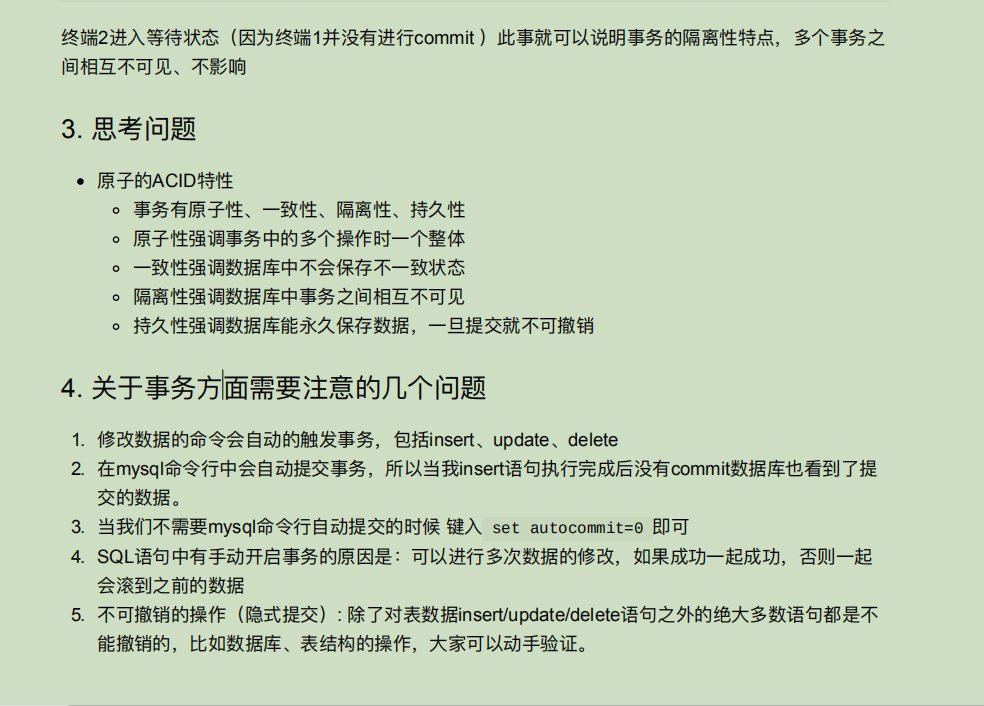 终端2进入等待状态（因为终端1并没有进行commit ）此事就可以说明事务的隔离性特点，多个事务之
间相互不可见、不影响
3. 思考问题
原子的ACID特性
事务有原子性、一致性、隔离性、持久性
原子性强调事务中的多个操作时一个整体
一致性强调数据库中不会保存不一致状态
隔离性强调数据库中事务之间相互不可见
持久性强调数据库能永久保存数据，一旦提交就不可撤销
4. 关于事务方面需要注意的几个问题
1. 修改数据的命令会自动的触发事务，包括insert、update、delete
2. 在mysql命令行中会自动提交事务，所以当我insert语句执行完成后没有commit数据库也看到了提
交的数据。
3. 当我们不需要mysql命令行自动提交的时候 键入 set autocommit=0 即可
4. SQL语句中有手动开启事务的原因是：可以进行多次数据的修改，如果成功一起成功，否则一起
会滚到之前的数据
5. 不可撤销的操作（隐式提交）: 除了对表数据insert/update/delete语句之外的绝大多数语句都是不
能撤销的，比如数据库、表结构的操作，大家可以动手验证。